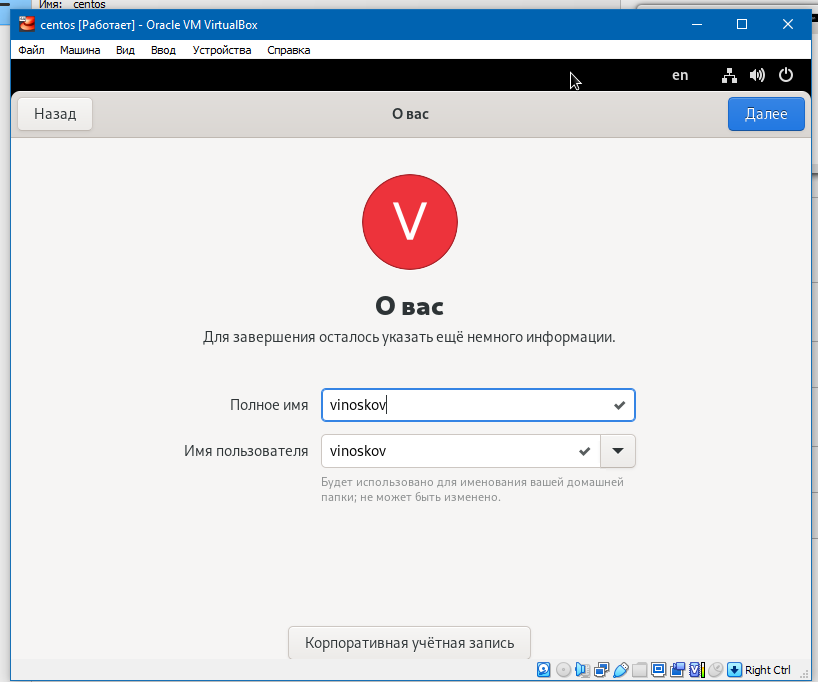 Имя: centos
centos [Работает] - Oracle VM VirtualBox
Файл Машина Вид Ввод Устройства Справка
en
Назад О вас Далее
V
О вас
Для завершения осталось указать ещё немного информации.
Полное имя vinoskov
Имя пользователя vinoskov
Будет использовано для именования вашей домашней
папки; не может быть изменено.
Корпоративная учётная запись
Right Ctrl